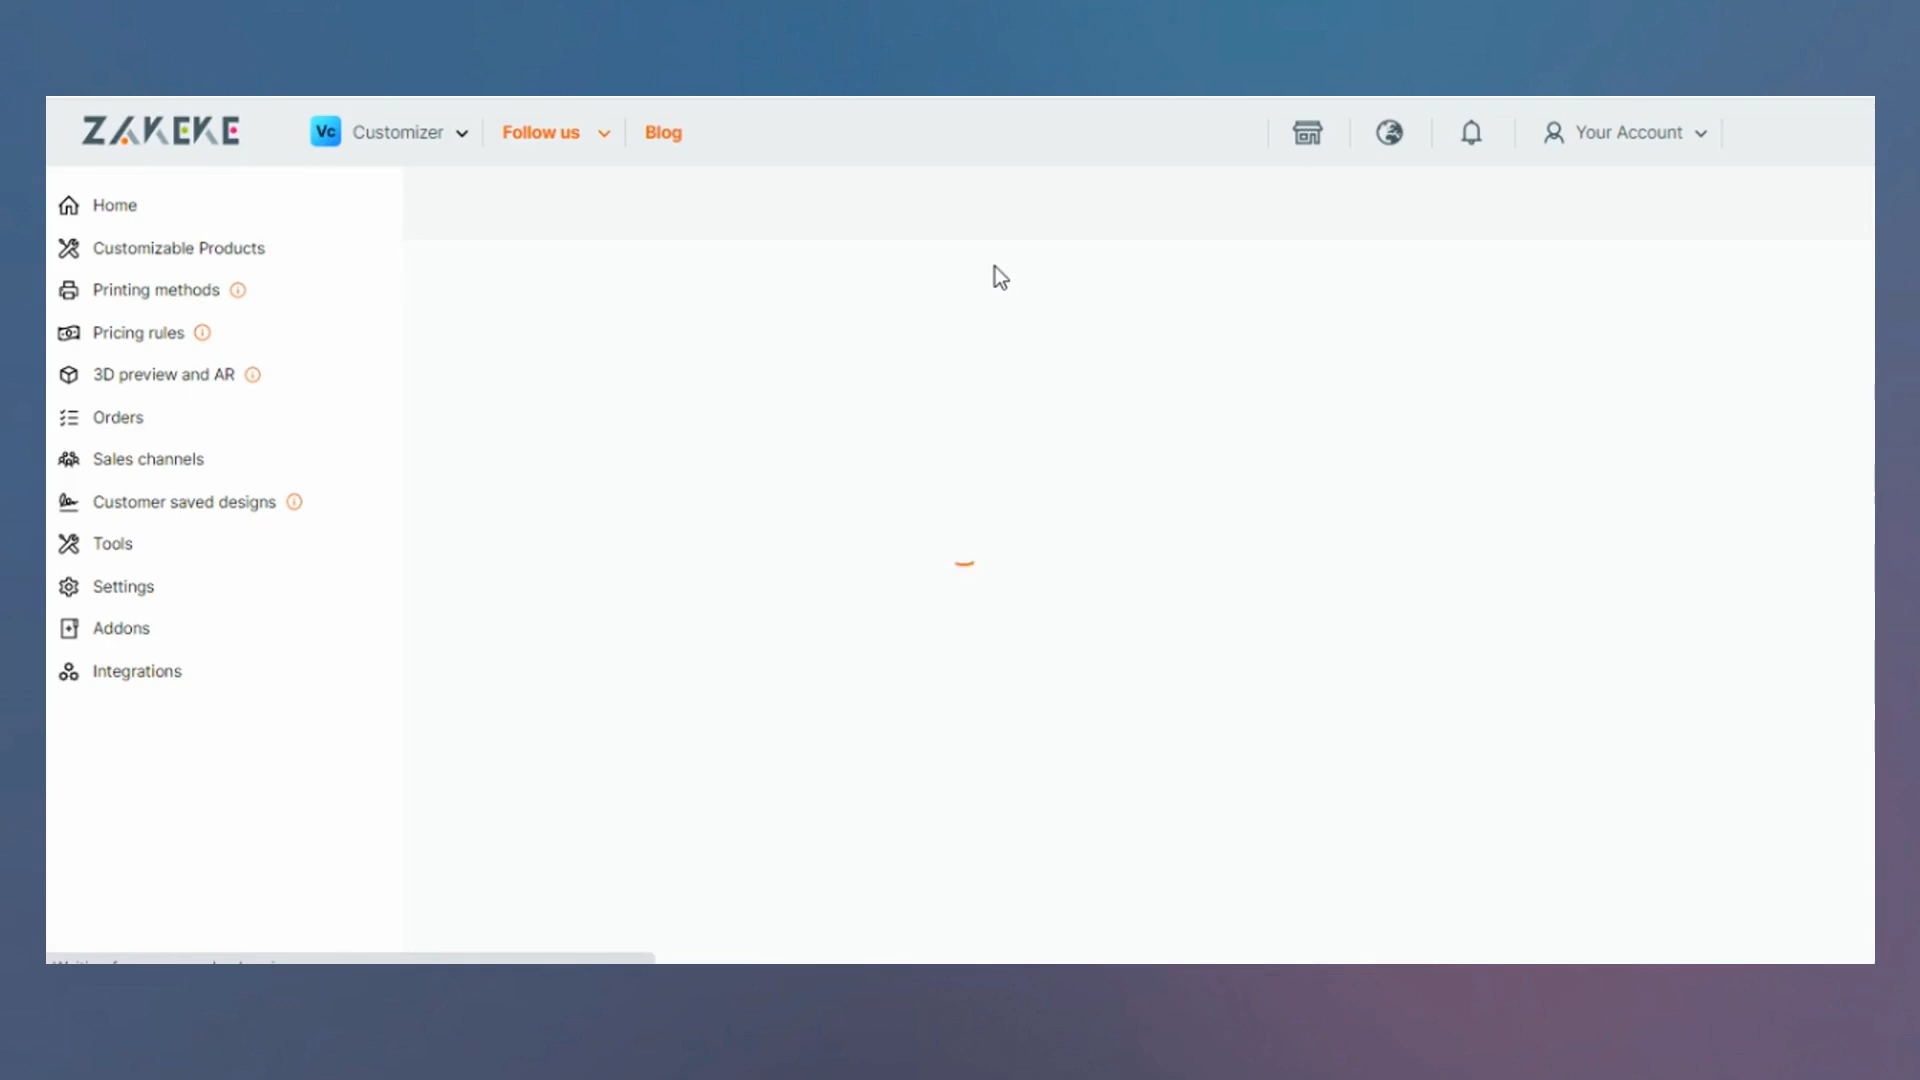 ZAKEKE
Vc Customizer
Follow us
Blog
Your Account
Home
Customizable Products
Printing methods
Pricing rules
3D preview and AR
Orders
Sales channels
Customer saved designs
Tools
Settings
Addons
Integrations